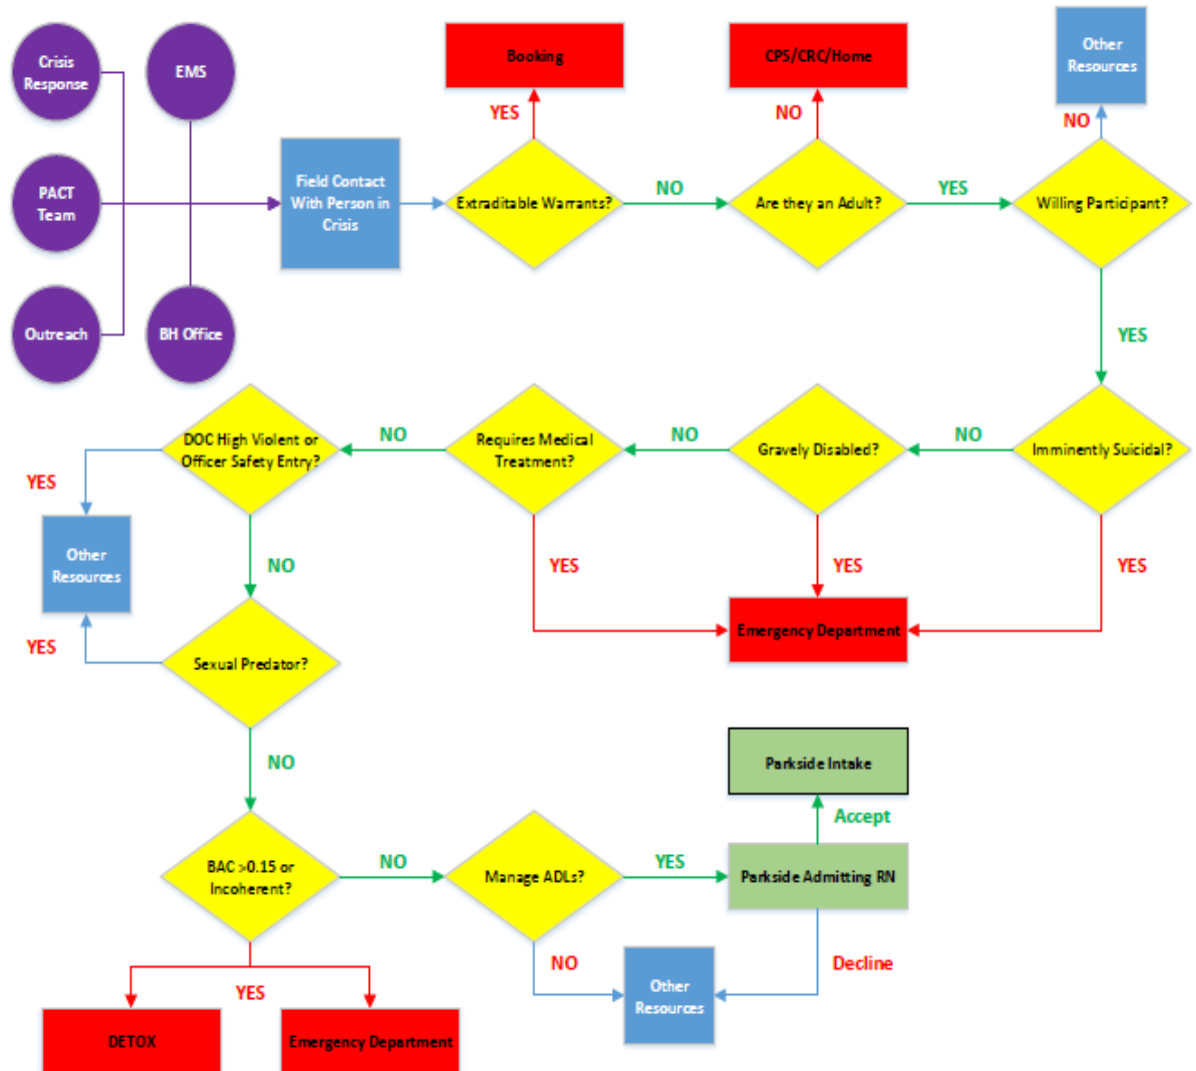 Crisis
Response
EMS
Booking
CPS/CRC/Home
Other
Resources
YES
NO
NO
PACT
Team
Field Contact
With Person in
Crisis
Extraditable Warrants?
NO
Are they an Adult?
YES
Willing Participant?
Outreach
BH Office
YES
DOC High Violent or
Officer Safety Entry?
NO
Requires Medical
Treatment?
NO
Gravely Disabled?
NO
Imminently Suicidal?
YES
Other
Resources
NO
YES
YES
YES
YES
Sexual Predator?
Emergency Department
NO
Parkside Intake
Accept
BAC >0.15 or
Incoherent?
NO
Manage ADLs?
YES
Parkside Admitting RN
YES
NO
Other
Resources
Decline
DETOX
Emergency Department